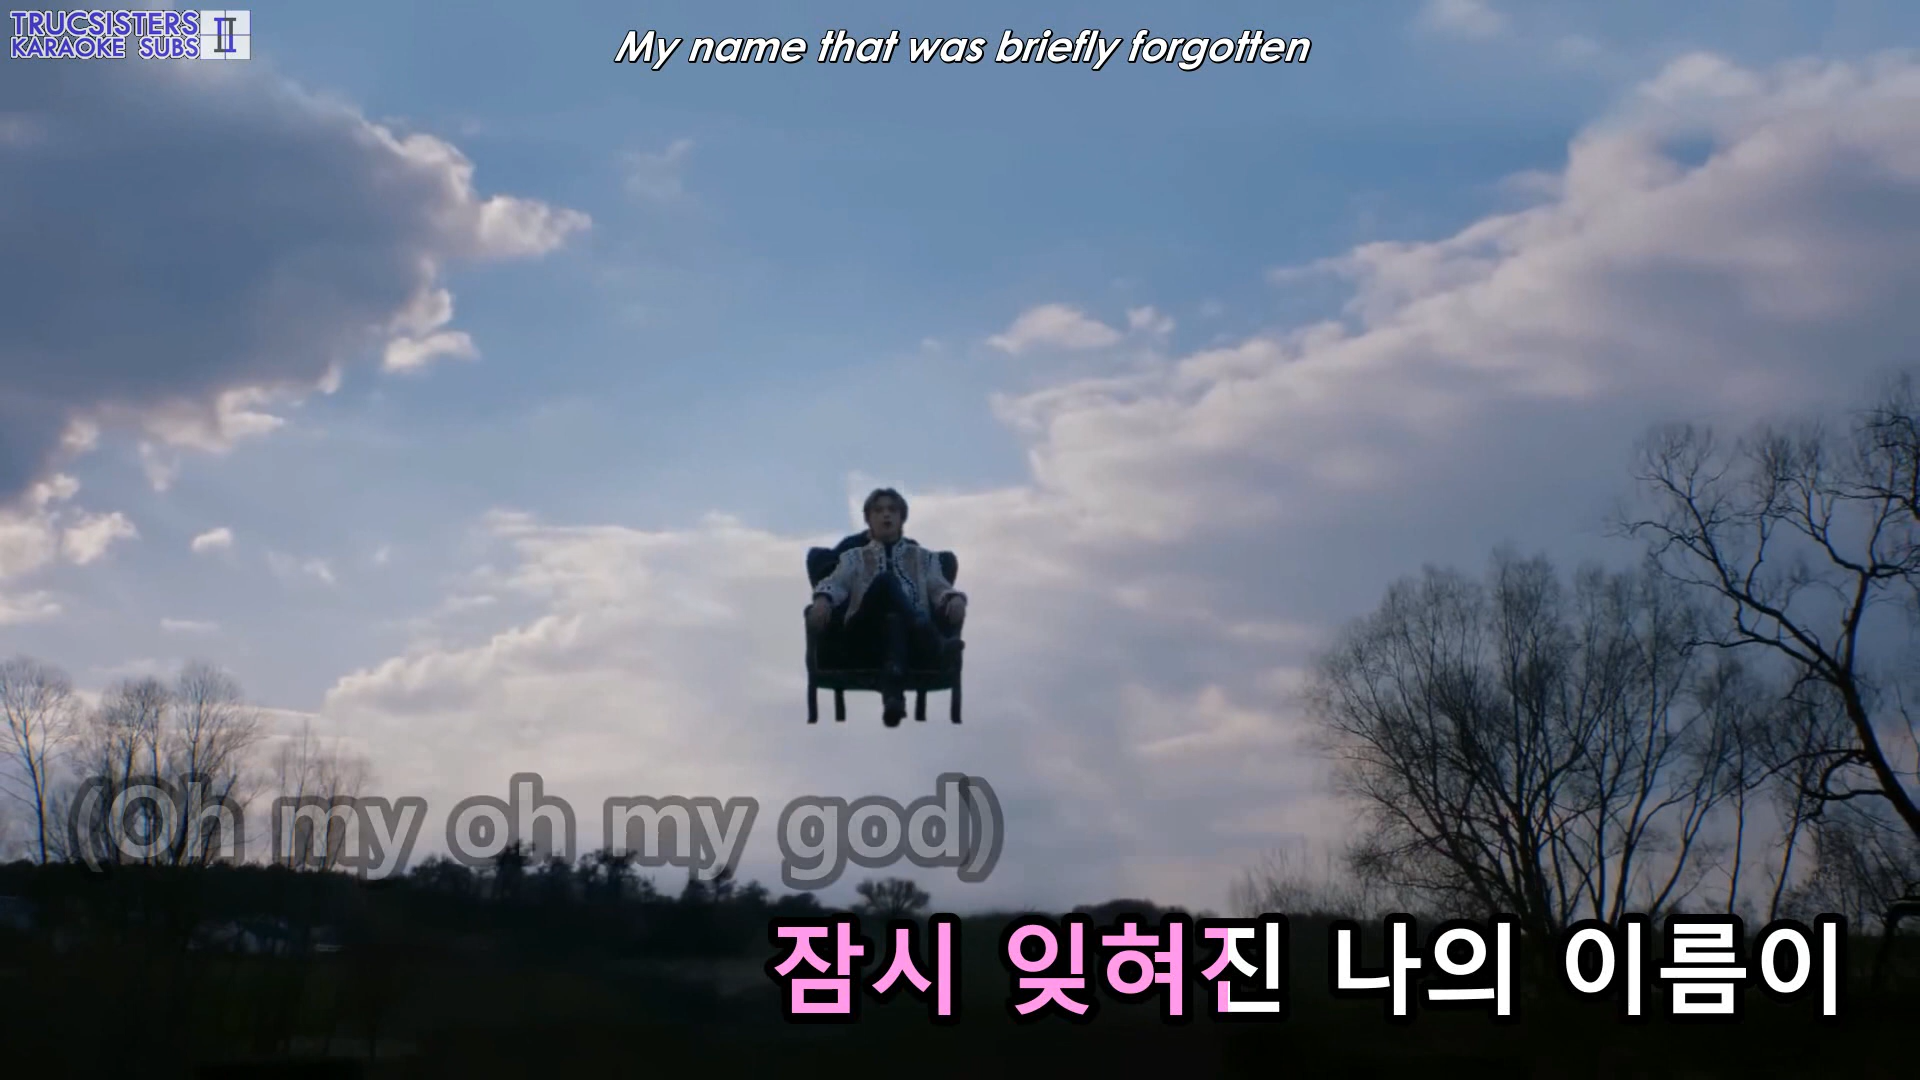 TRUCSISTERS
KARAOKE SUBS II
My name that was briefly forgotten
(Oh my oh my god)
잠시 잊혀진 나의 이름이